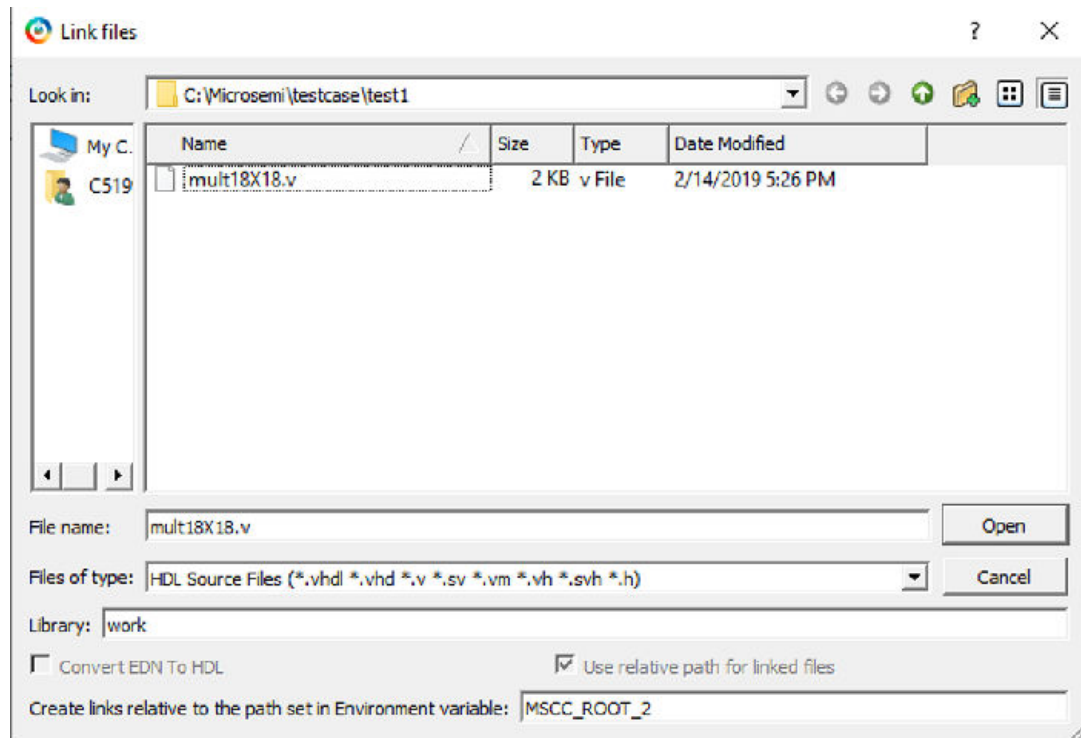 Link files ?
Look in: C:\Microsemi\testcase\test1
My C.
C519
Name Size Type Date Modified
mult18X18.v 2 KB v File 2/14/2019 5:26 PM
File name: mult18X18.v Open
Files of type: HDL Source Files (*.vhdl *.vhd *.v *.sv *.vm *.vh *.svh *.h) Cancel
Library: work
Convert EDN To HDL Use relative path for linked files
Create links relative to the path set in Environment variable: MSCC_ROOT_2